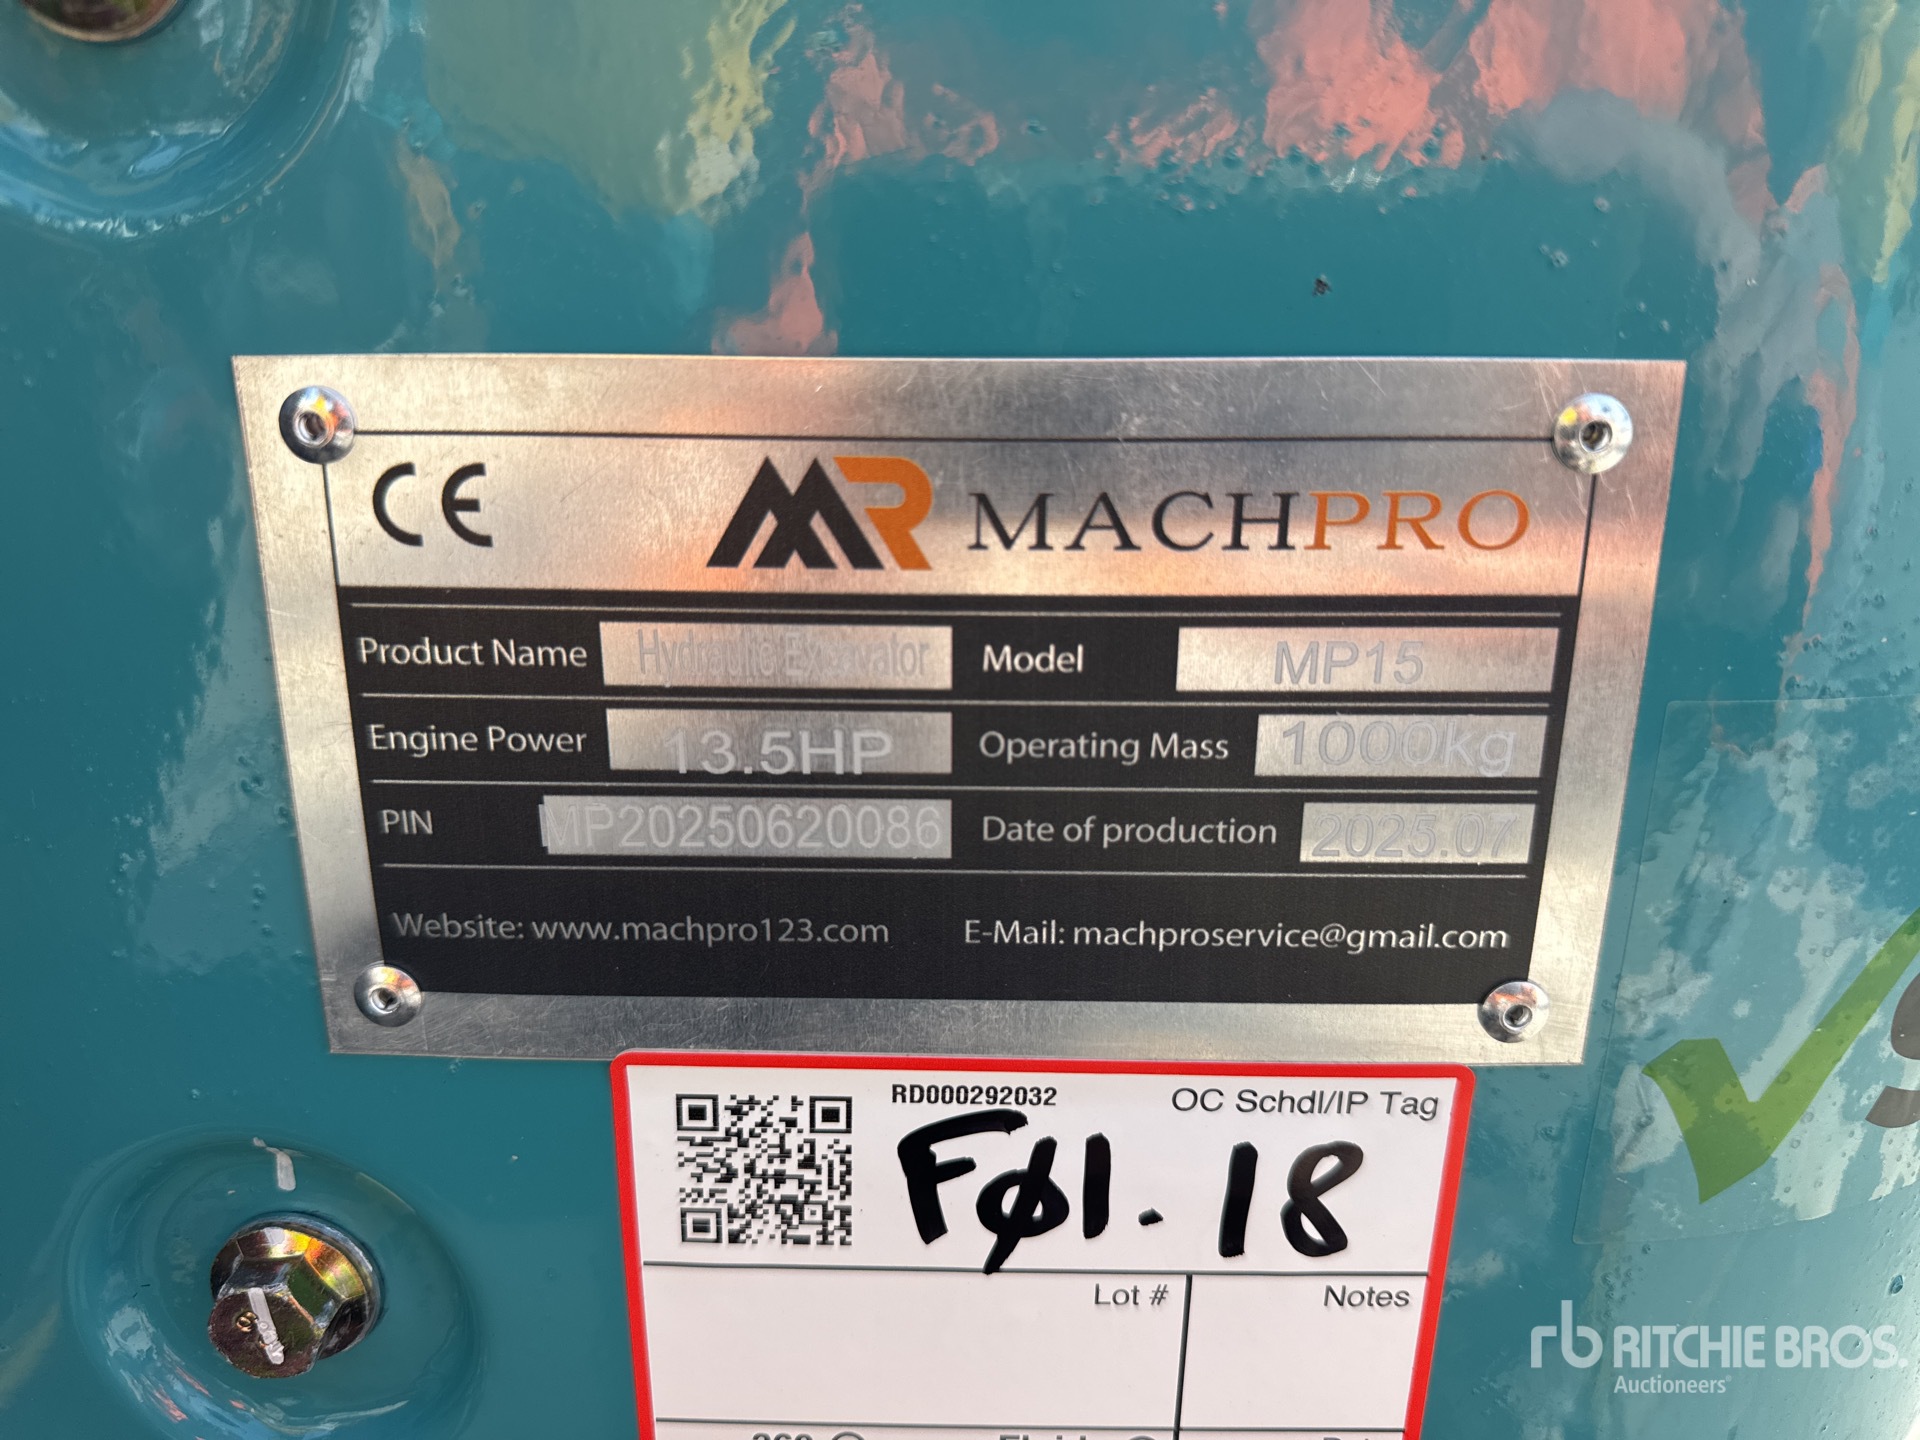 CE MR MACHPRO
Product Name Hydraulic Excavator Model MP15
Engine Power 13.5HP Operating Mass 1000kg
PIN MP20250620086 Date of production 2025.07
Website: www.machpro123.com E-Mail: machproservice@gmail.com
RD000292032 OC Schdl/IP Tag
FØ1.18
Lot # Notes
rb RITCHIE BROS.
Auctioneers